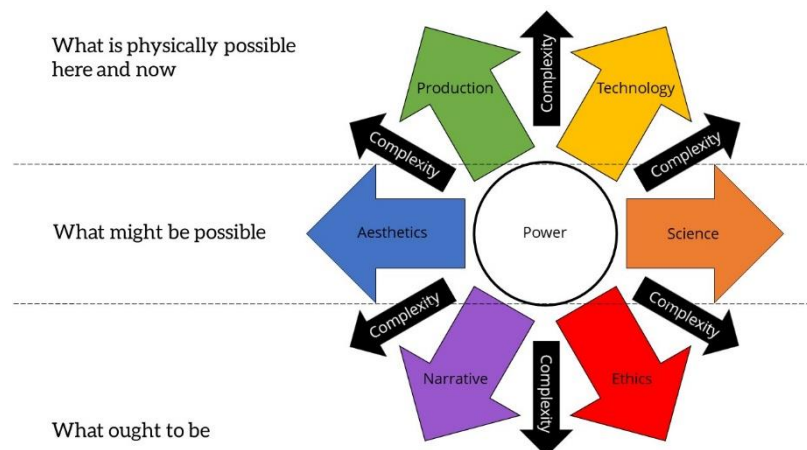 What is physically possible
here and now
Production
Complexity
Technology
Complexity
Complexity
What might be possible
Aesthetics
Power
Science
Complexity
Complexity
Narrative
Complexity
Ethics
What ought to be